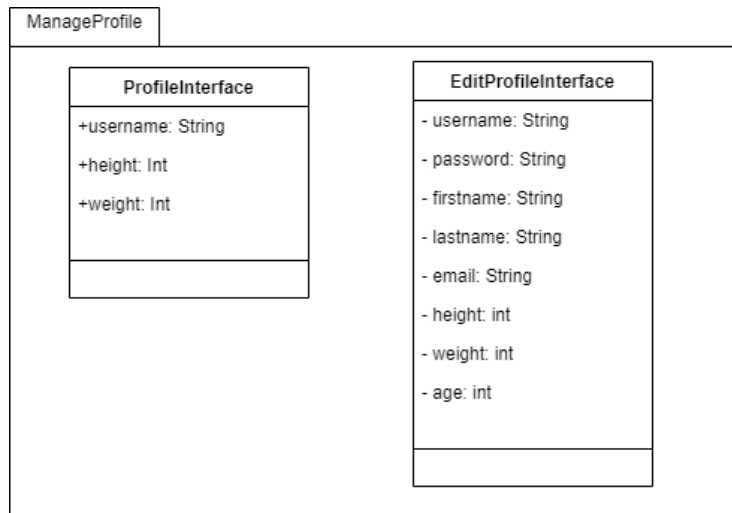 ManageProfile
ProfileInterface
+username: String
+height: Int
+weight: Int
EditProfileInterface
- username: String
- password: String
- firstname: String
- lastname: String
- email: String
- height: int
- weight: int
- age: int